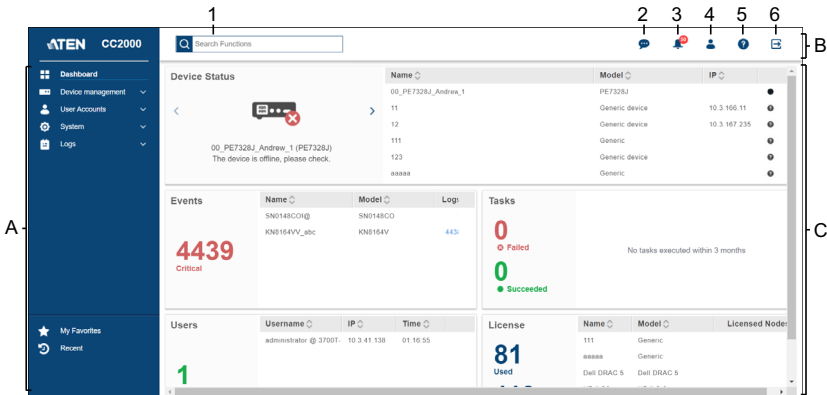 1 2 3 4 5 6
ATEN CC2000
Search Functions
B
A
C
Dashboard
Device management
User Accounts
System
Logs
My Favorites
Recent
Device Status
00_PE7328J_Andrew_1 (PE7328J)
The device is offline, please check.
Name Model IP
00_PE7328J_Andrew_1 PE7328J
11 Generic device 10.3.166.11
12 Generic device 10.3.167.235
111 Generic
123 Generic device
aaaaa Generic
Events
4439
Critical
Name Model Logs
SN0148COI@ SN0148CO
KN8164VV_abc KN8164V 443
Tasks
0
Failed
0
Succeeded
No tasks executed within 3 months
Users
1
Username IP Time
administrator @ 3700T- 10.3.41.138 01:16:55
License
81
Used
Name Model Licensed Nodes
111 Generic
aaaaa Generic
Dell DRAC 5 Dell DRAC 5